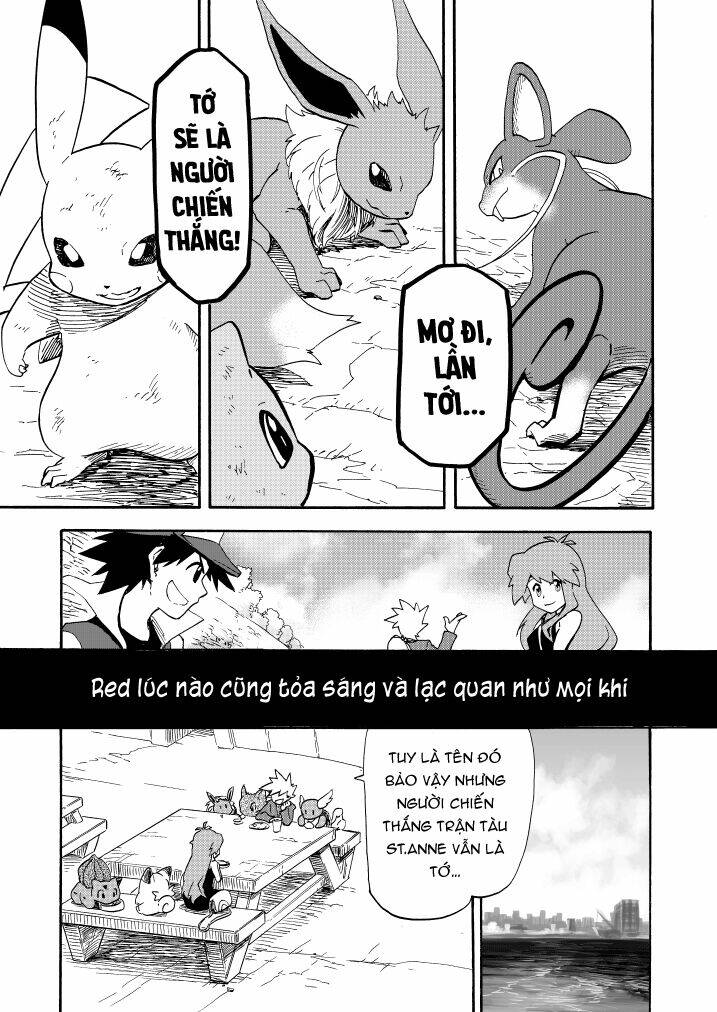 TỚ
SẼ LÀ
NGƯỜI
CHIẾN
THẮNG!
MƠ ĐI,
LẦN
TỚI...
Red lúc nào cũng tỏa sáng và lạc quan như mọi khi
TUY LÀ TÊN ĐÓ
BẢO VẬY NHƯNG
NGƯỜI CHIẾN
THẮNG TRẬN TÀU
ST.ANNE VẪN LÀ
TỚ...